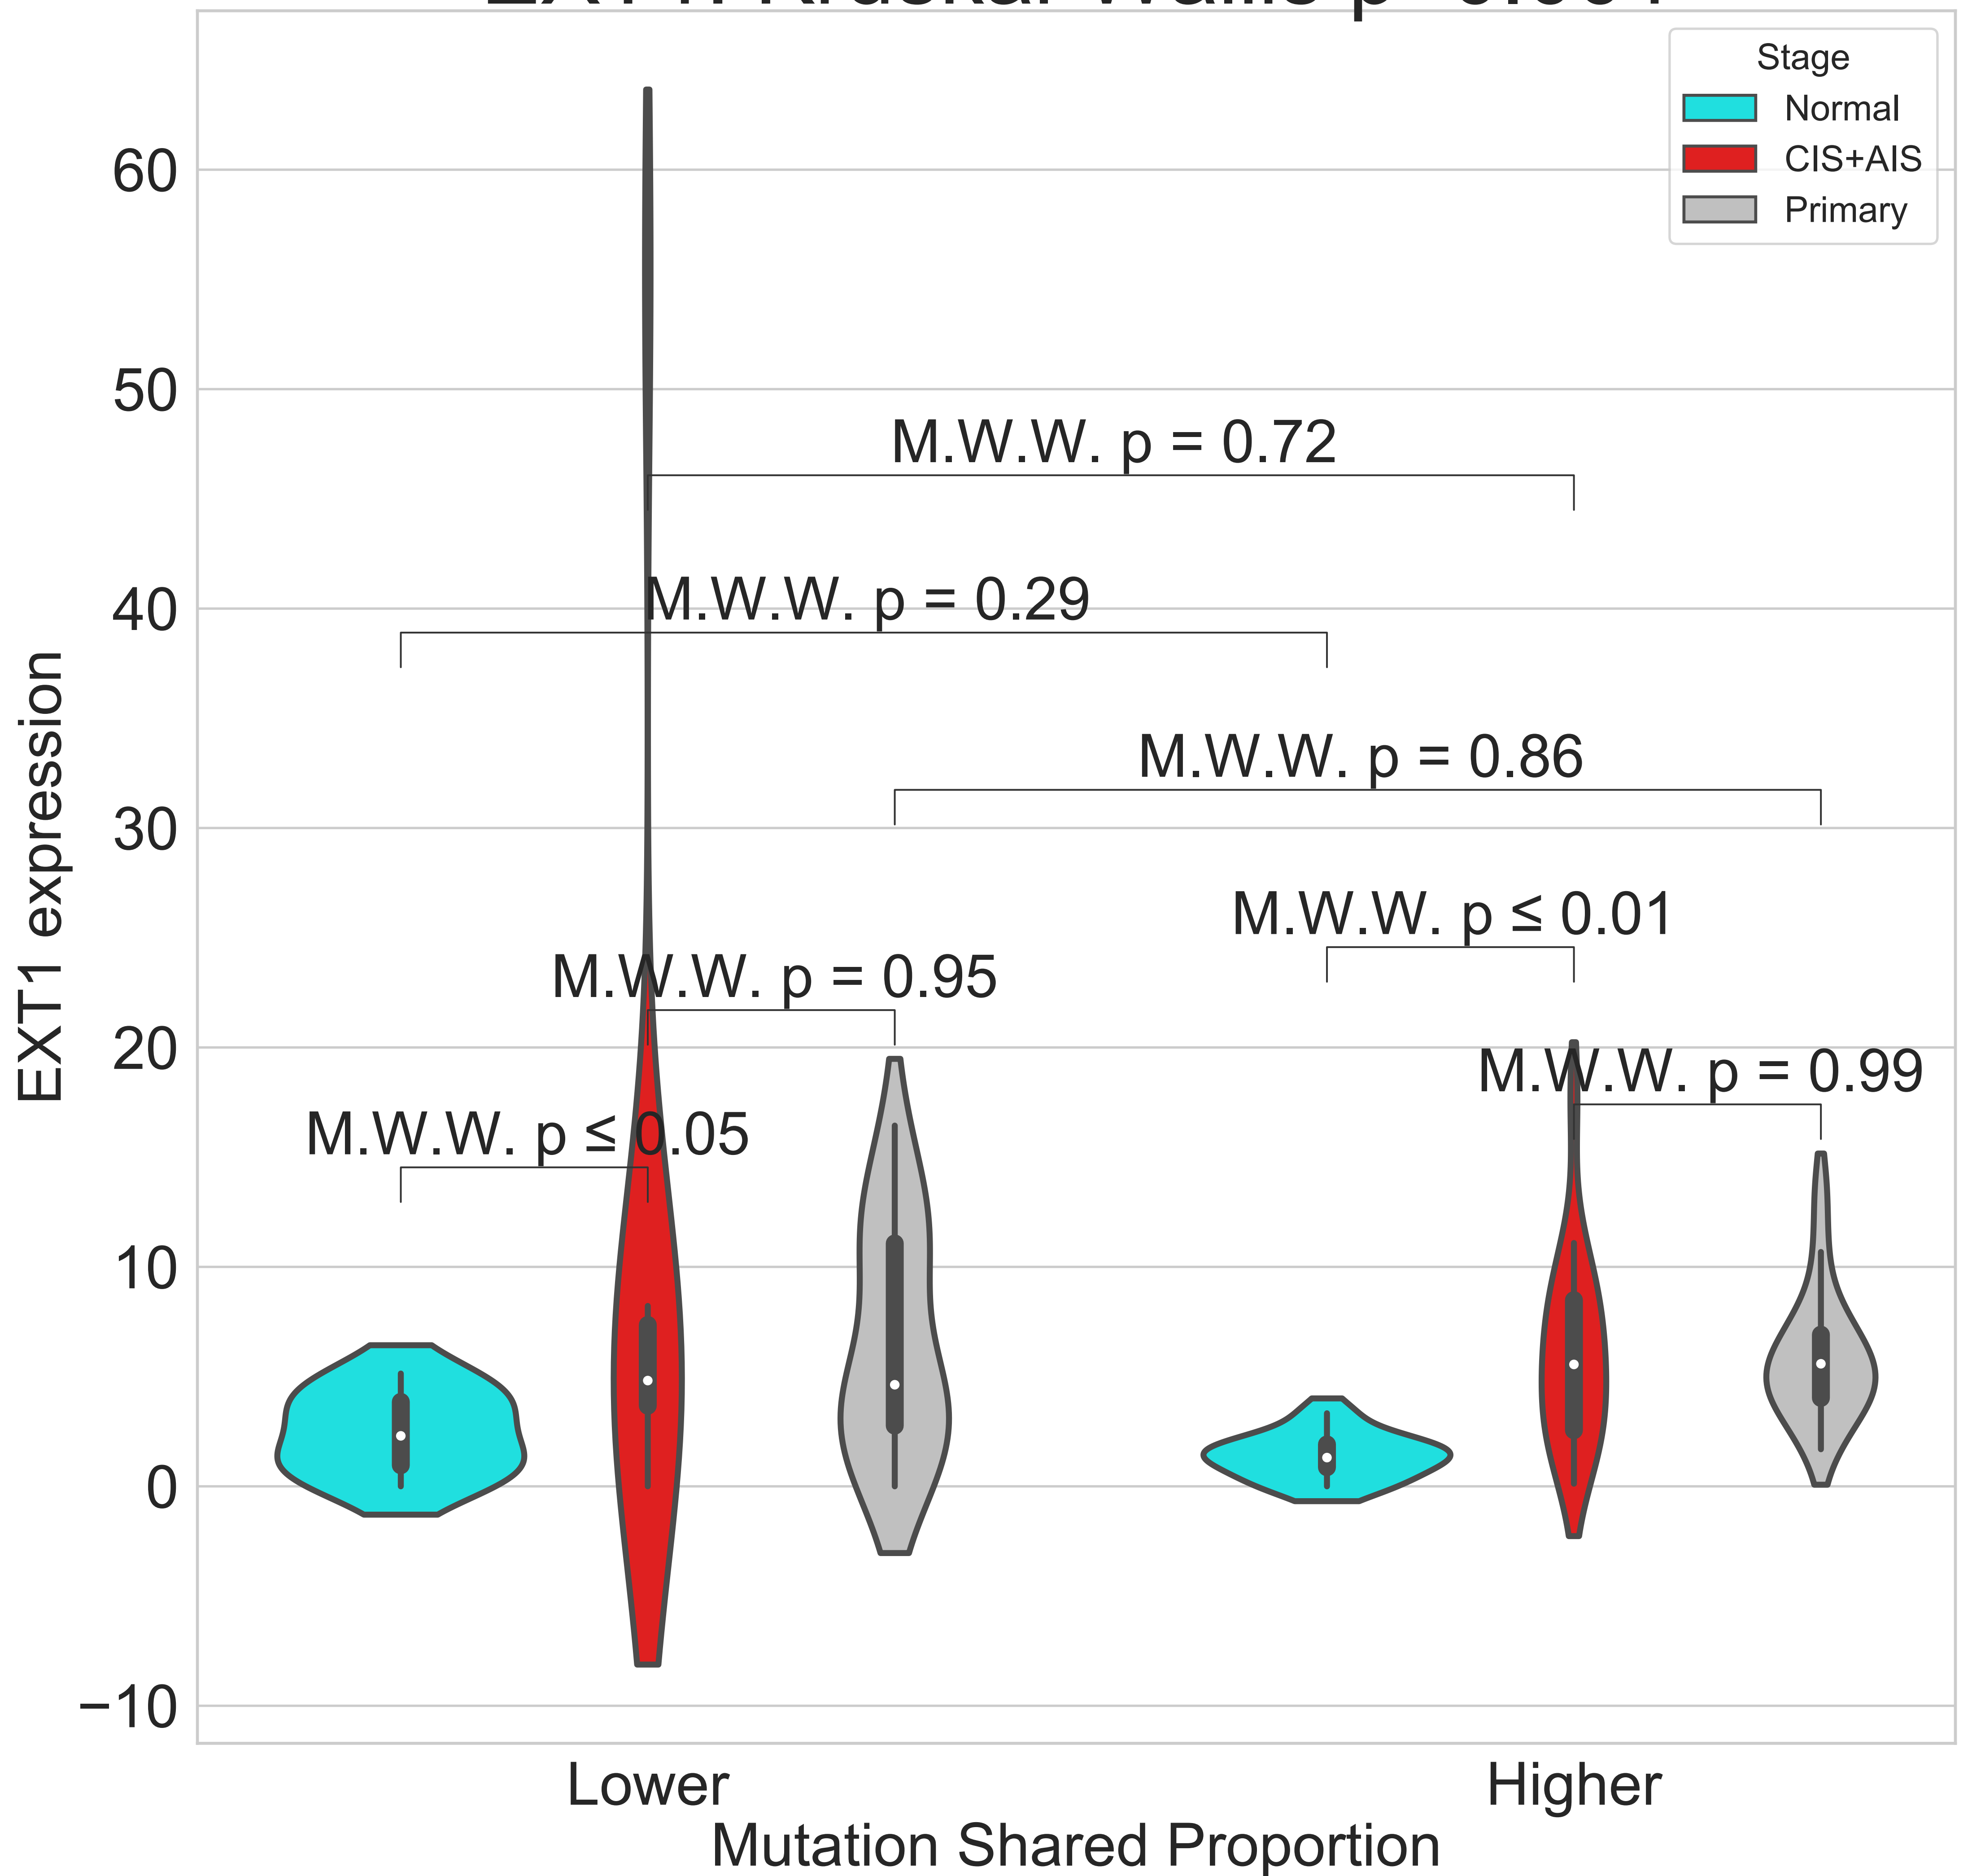 Stage
Normal
CIS+AIS
Primary
60
50
40
30
20
10
0
−10
EXT1 expression
M.W.W. p = 0.72
M.W.W. p = 0.29
M.W.W. p = 0.86
M.W.W. p ≤ 0.01
M.W.W. p = 0.95
M.W.W. p = 0.99
M.W.W. p ≤ 0.05
Lower
Higher
Mutation Shared Proportion